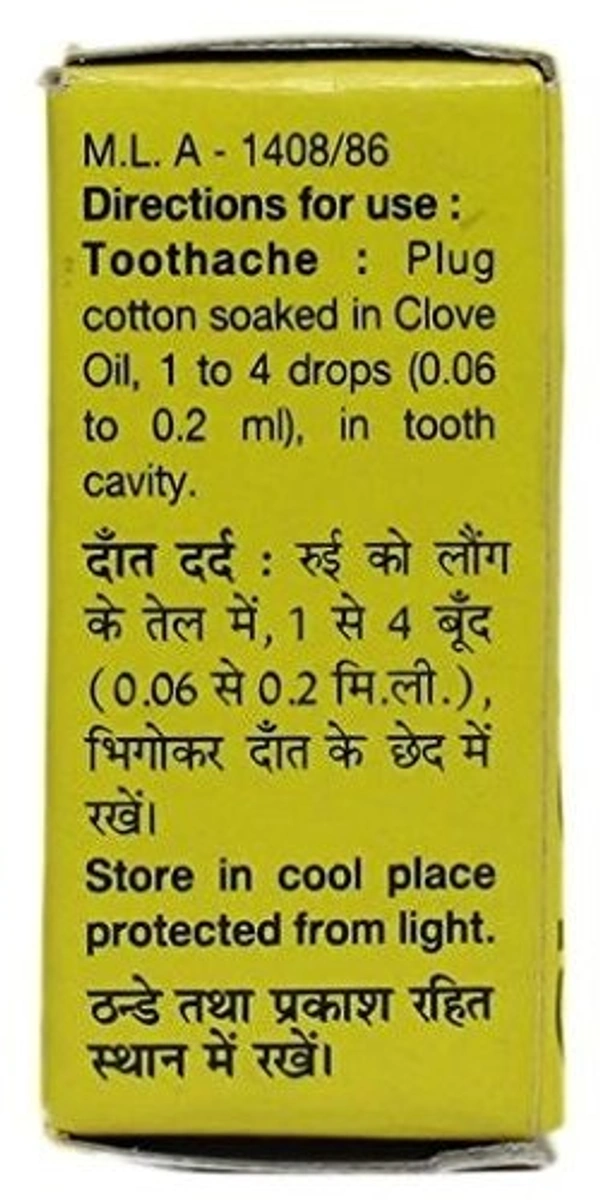 M.L. A - 1408/86
Directions for use :
Toothache : Plug
cotton soaked in Clove
Oil, 1 to 4 drops (0.06
to 0.2 ml), in tooth
cavity.
दाँत दर्द : रुई को लौंग
के तेल में, 1 से 4 बूँद
(0.06 से 0.2 मि.ली.),
भिगोकर दाँत के छेद में
रखें।
Store in cool place
protected from light.
ठन्डे तथा प्रकाश रहित
स्थान में रखें।